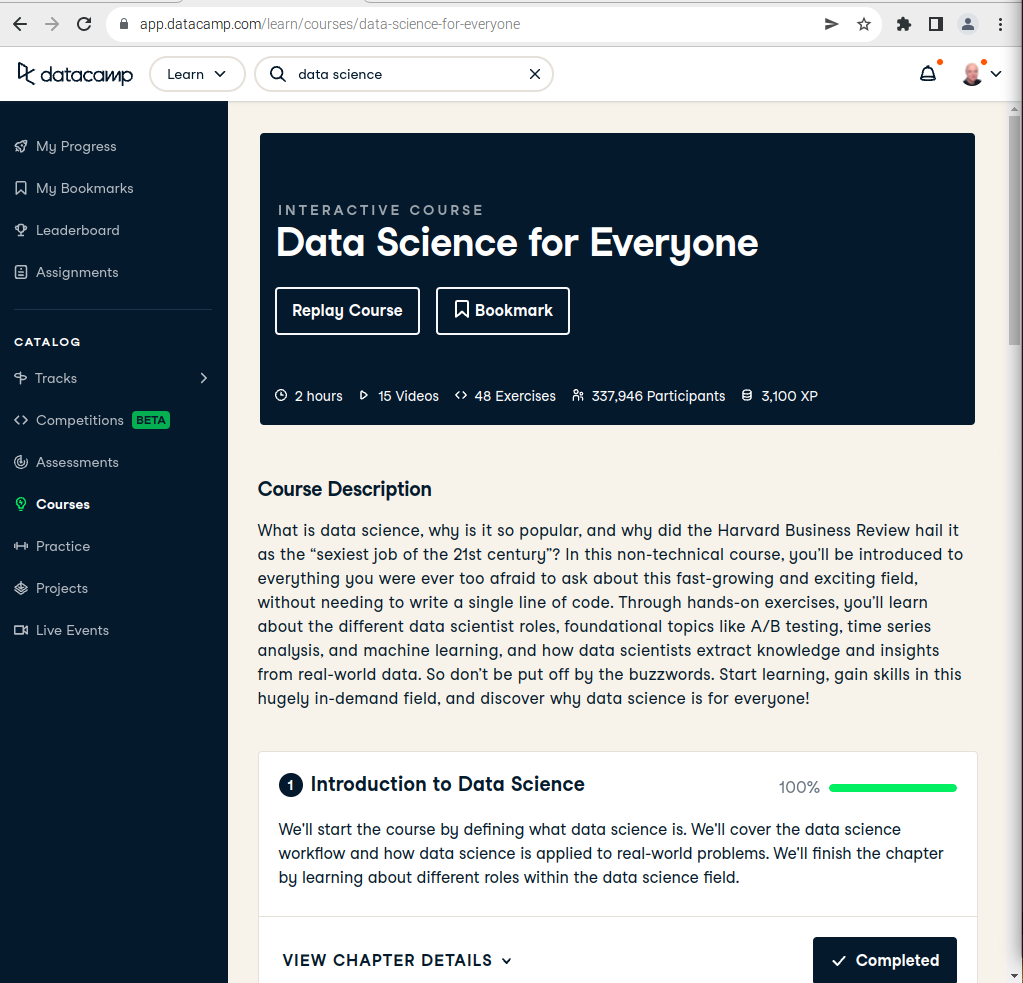 app.datacamp.com/learn/courses/data-science-for-everyone
datacamp
Learn
data science
My Progress
My Bookmarks
Leaderboard
Assignments
CATALOG
Tracks
Competitions BETA
Assessments
Courses
Practice
Projects
Live Events
INTERACTIVE COURSE
Data Science for Everyone
Replay Course
Bookmark
2 hours 15 Videos 48 Exercises 337,946 Participants 3,100 XP
Course Description
What is data science, why is it so popular, and why did the Harvard Business Review hail it
as the “sexiest job of the 21st century”? In this non-technical course, you’ll be introduced to
everything you were ever too afraid to ask about this fast-growing and exciting field,
without needing to write a single line of code. Through hands-on exercises, you’ll learn
about the different data scientist roles, foundational topics like A/B testing, time series
analysis, and machine learning, and how data scientists extract knowledge and insights
from real-world data. So don’t be put off by the buzzwords. Start learning, gain skills in this
hugely in-demand field, and discover why data science is for everyone!
1 Introduction to Data Science
100%
We'll start the course by defining what data science is. We'll cover the data science
workflow and how data science is applied to real-world problems. We'll finish the chapter
by learning about different roles within the data science field.
VIEW CHAPTER DETAILS
Completed